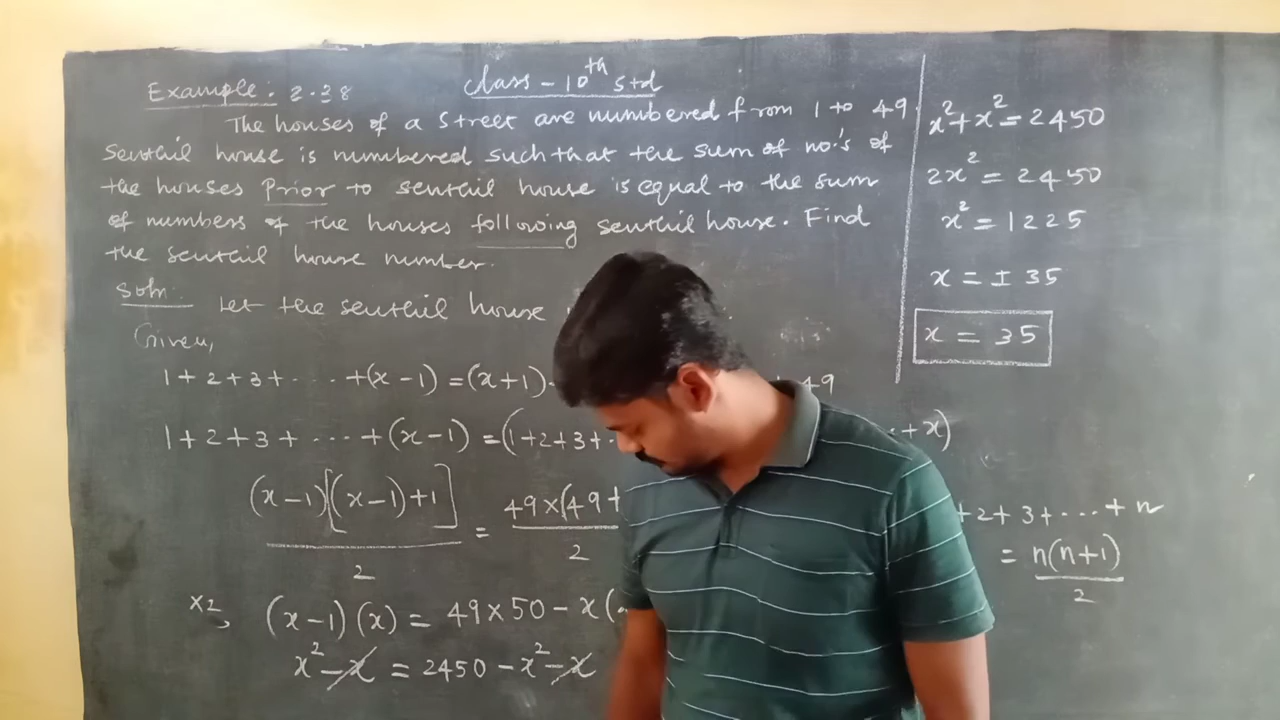 Example: 2.38
Class - 10th Std
The houses of a street are numbered from 1 to 49.
Senthil house is numbered such that the sum of no's of
the houses Prior to senthil house is equal to the sum
of numbers of the houses following senthil house. Find
the senthil house number.
Soln: Let the senthil house
Given,
1+2+3+ .... +(x-1) = (x+1)
49
1+2+3+ .... +(x-1) = (1+2+3+
+x)
(x-1)[(x-1)+1] / 2 = 49×(49+ / 2
×2, (x-1)(x) = 49×50 - x(
x²-x = 2450 - x²-x
x²+x² = 2450
2x² = 2450
x² = 1225
x = ± 35
x = 35
+2+3+ .... +n
= n(n+1) / 2